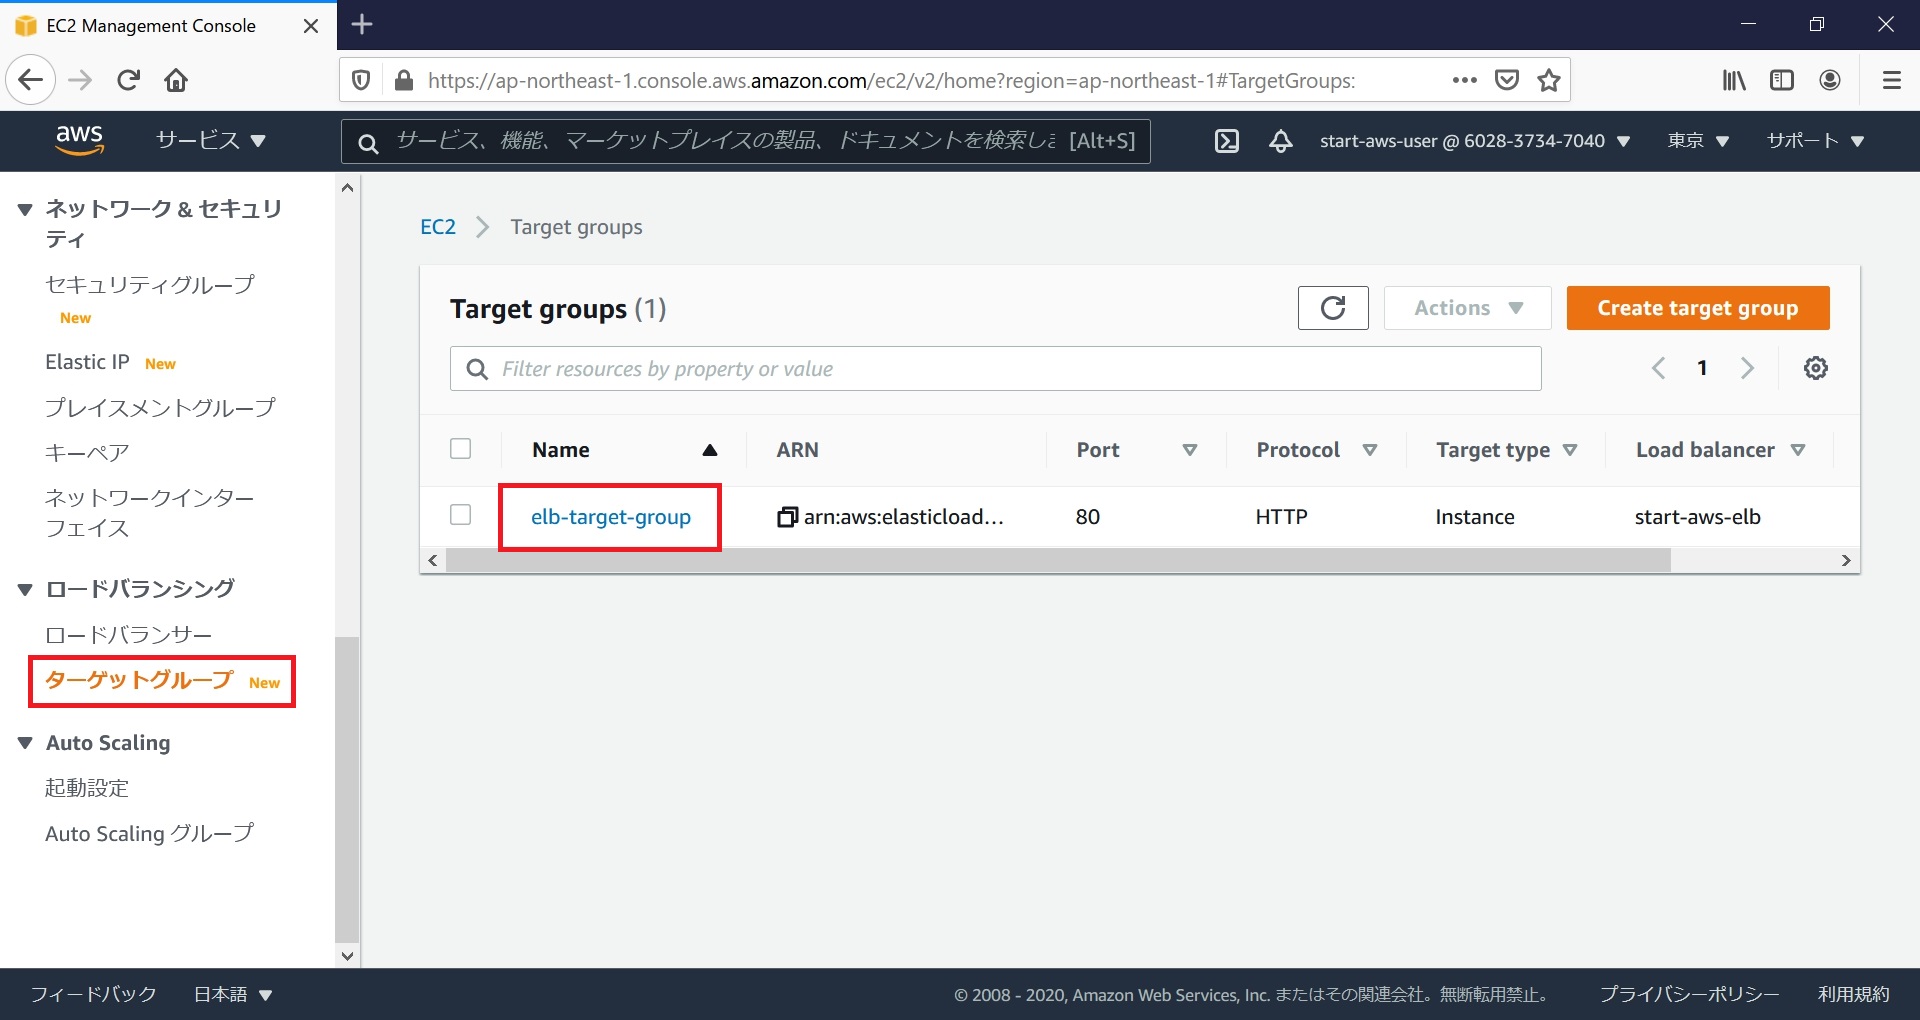 EC2 Management Console
https://ap-northeast-1.console.aws.amazon.com/ec2/v2/home?region=ap-northeast-1#TargetGroups:
aws
サービス
サービス、機能、マーケットプレイスの製品、ドキュメントを検索しま
[Alt+S]
start-aws-user @ 6028-3734-7040
東京
サポート
ネットワーク & セキュリ
ティ
セキュリティグループ
New
Elastic IP New
プレイスメントグループ
キーペア
ネットワークインター
フェイス
ロードバランシング
ロードバランサー
ターゲットグループ New
Auto Scaling
起動設定
Auto Scaling グループ
EC2
Target groups
Target groups (1)
Actions
Create target group
Filter resources by property or value
1
Name ARN Port Protocol Target type Load balancer
elb-target-group arn:aws:elasticload... 80 HTTP Instance start-aws-elb
フィードバック
日本語
© 2008 - 2020, Amazon Web Services, Inc. またはその関連会社。無断転用禁止。
プライバシーポリシー
利用規約